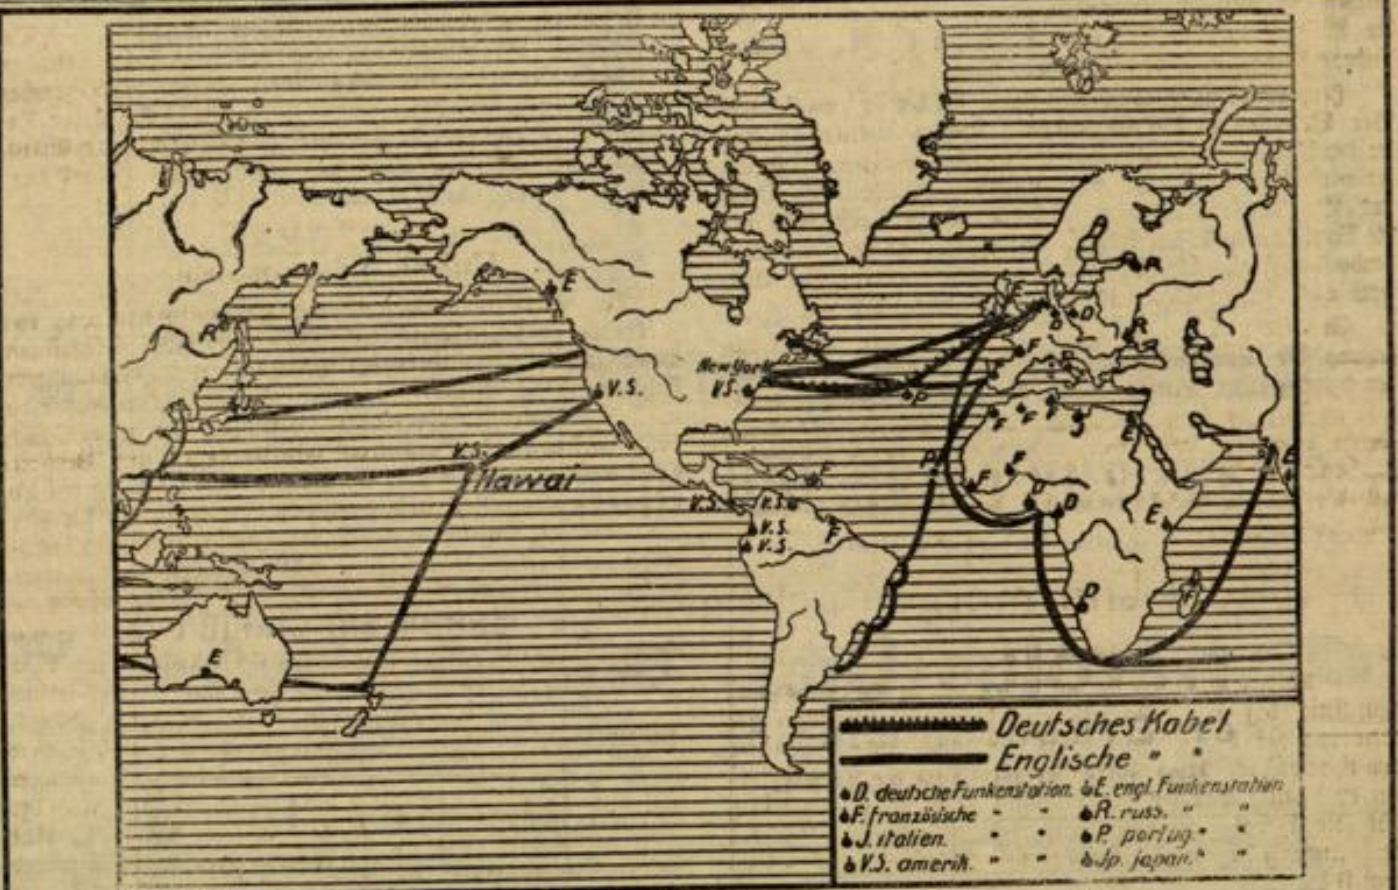 E
R
E
D
D
R
R
R
F
New York
V.S.
V.S.
P
F
F
F
J
E
V.S.
Hawai
P
F
E
F
F
V.S.
V.S.
D
D
E
V.S.
F
V.S.
D
E
Deutsches Kabel
Englische " "
D. deutsche Funkenstation. E. engl. Funkenstation
F. französische " " R. russ. " "
J. italien. " " P. portug. " "
V.S. amerik. " " Jp. japan. " "